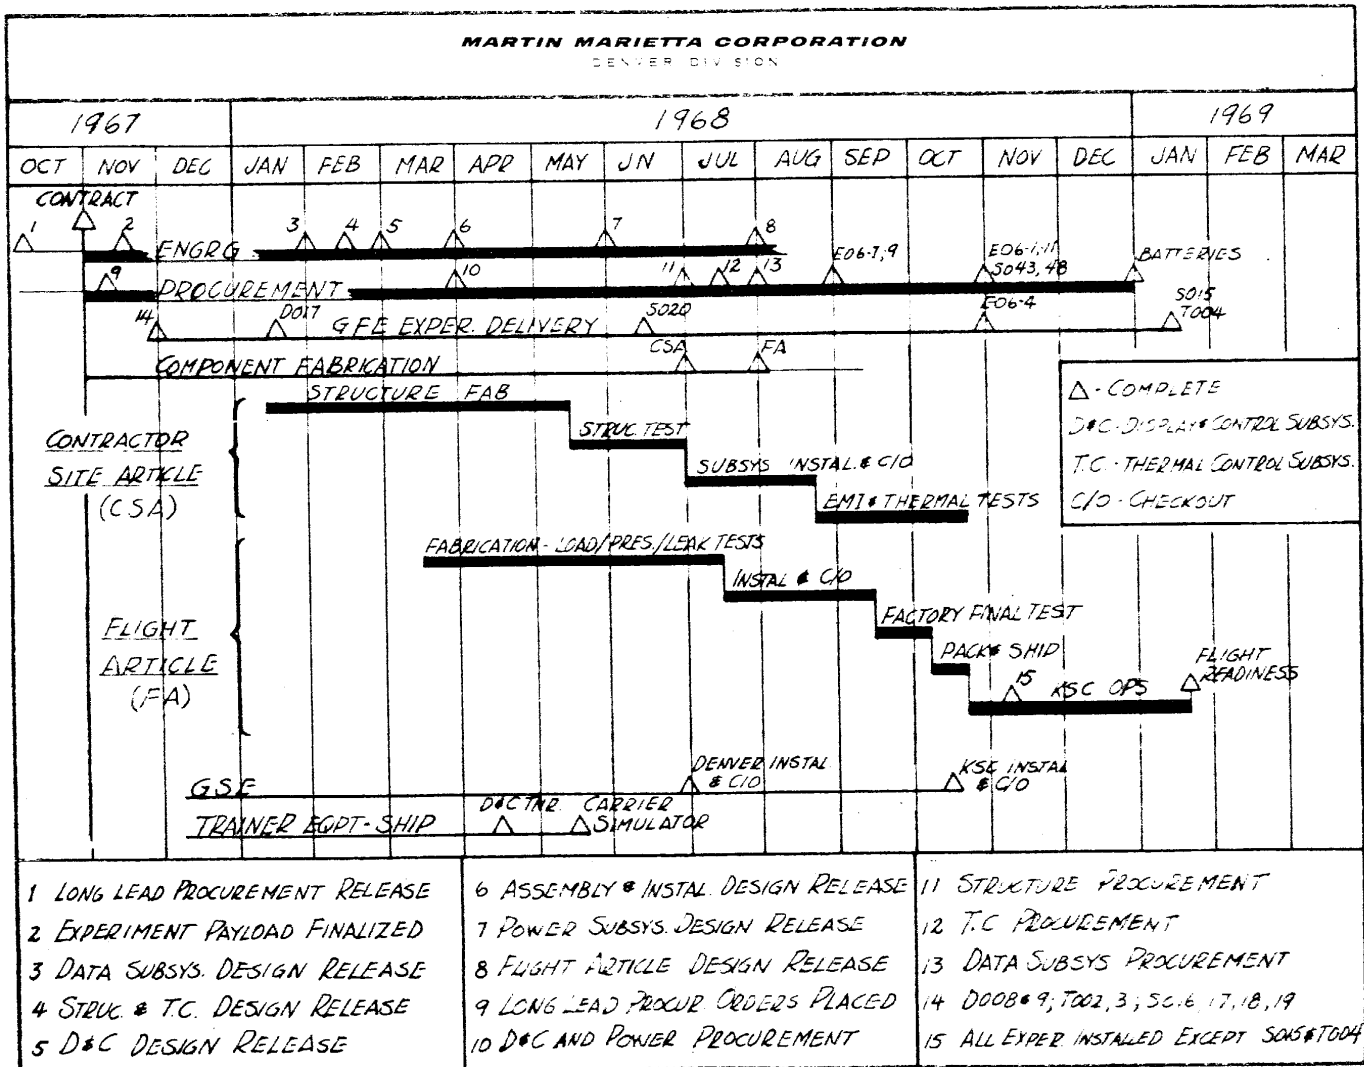 MARTIN MARIETTA CORPORATION
DENVER DIVISION
1967 1968 1969
OCT NOV DEC JAN FEB MAR APR MAY JN JUL AUG SEP OCT NOV DEC JAN FEB MAR
CONTRACT
1 2 3 4 5 6 7 8
ENGRG
E06-1,11
9 10 11 12 13 E06-7,9 S043,48 BATTERIES
PROCUREMENT
14 D017 GFE EXPER. DELIVERY S020 E06-4 S015
T004
CSA FA
COMPONENT FABRICATION
STRUCTURE FAB
STRUC. TEST
SUBSYS INSTAL. & C/O
EMI & THERMAL TESTS
CONTRACTOR
SITE ARTICLE
(CSA)
△ - COMPLETE
D&C - DISPLAY & CONTROL SUBSYS.
T.C. - THERMAL CONTROL SUBSYS.
C/O - CHECKOUT
FABRICATION - LOAD/PRES./LEAK TESTS
INSTAL & C/O
FACTORY FINAL TEST
PACK & SHIP
15 KSC OPS
FLIGHT
READINESS
FLIGHT
ARTICLE
(FA)
GSE
DENVER INSTAL
& C/O
KSC INSTAL
& C/O
TRAINER EQPT-SHIP
D&C TNR. CARRIER
SIMULATOR
1 LONG LEAD PROCUREMENT RELEASE
2 EXPERIMENT PAYLOAD FINALIZED
3 DATA SUBSYS. DESIGN RELEASE
4 STRUC. & T.C. DESIGN RELEASE
5 D&C DESIGN RELEASE
6 ASSEMBLY & INSTAL. DESIGN RELEASE
7 POWER SUBSYS. DESIGN RELEASE
8 FLIGHT ARTICLE DESIGN RELEASE
9 LONG LEAD PROCUR. ORDERS PLACED
10 D&C AND POWER PROCUREMENT
11 STRUCTURE PROCUREMENT
12 T.C PROCUREMENT
13 DATA SUBSYS PROCUREMENT
14 D008 & 9; T002, 3; 17, 18, 19
15 ALL EXPER. INSTALLED EXCEPT S015 & T004